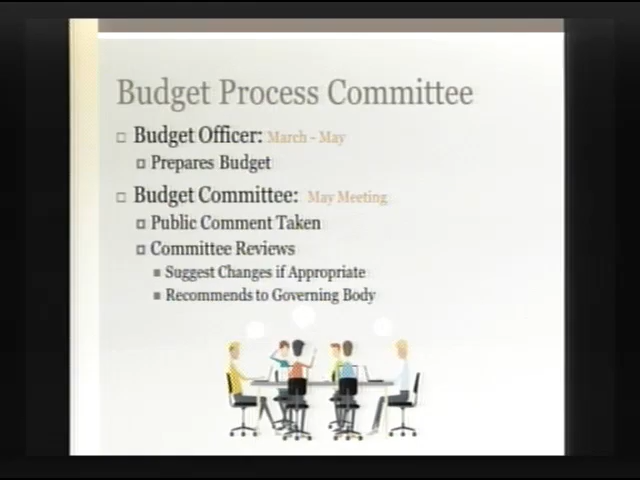 Budget Process Committee
Budget Officer: March - May
Prepares Budget
Budget Committee: May Meeting
Public Comment Taken
Committee Reviews
Suggest Changes if Appropriate
Recommends to Governing Body